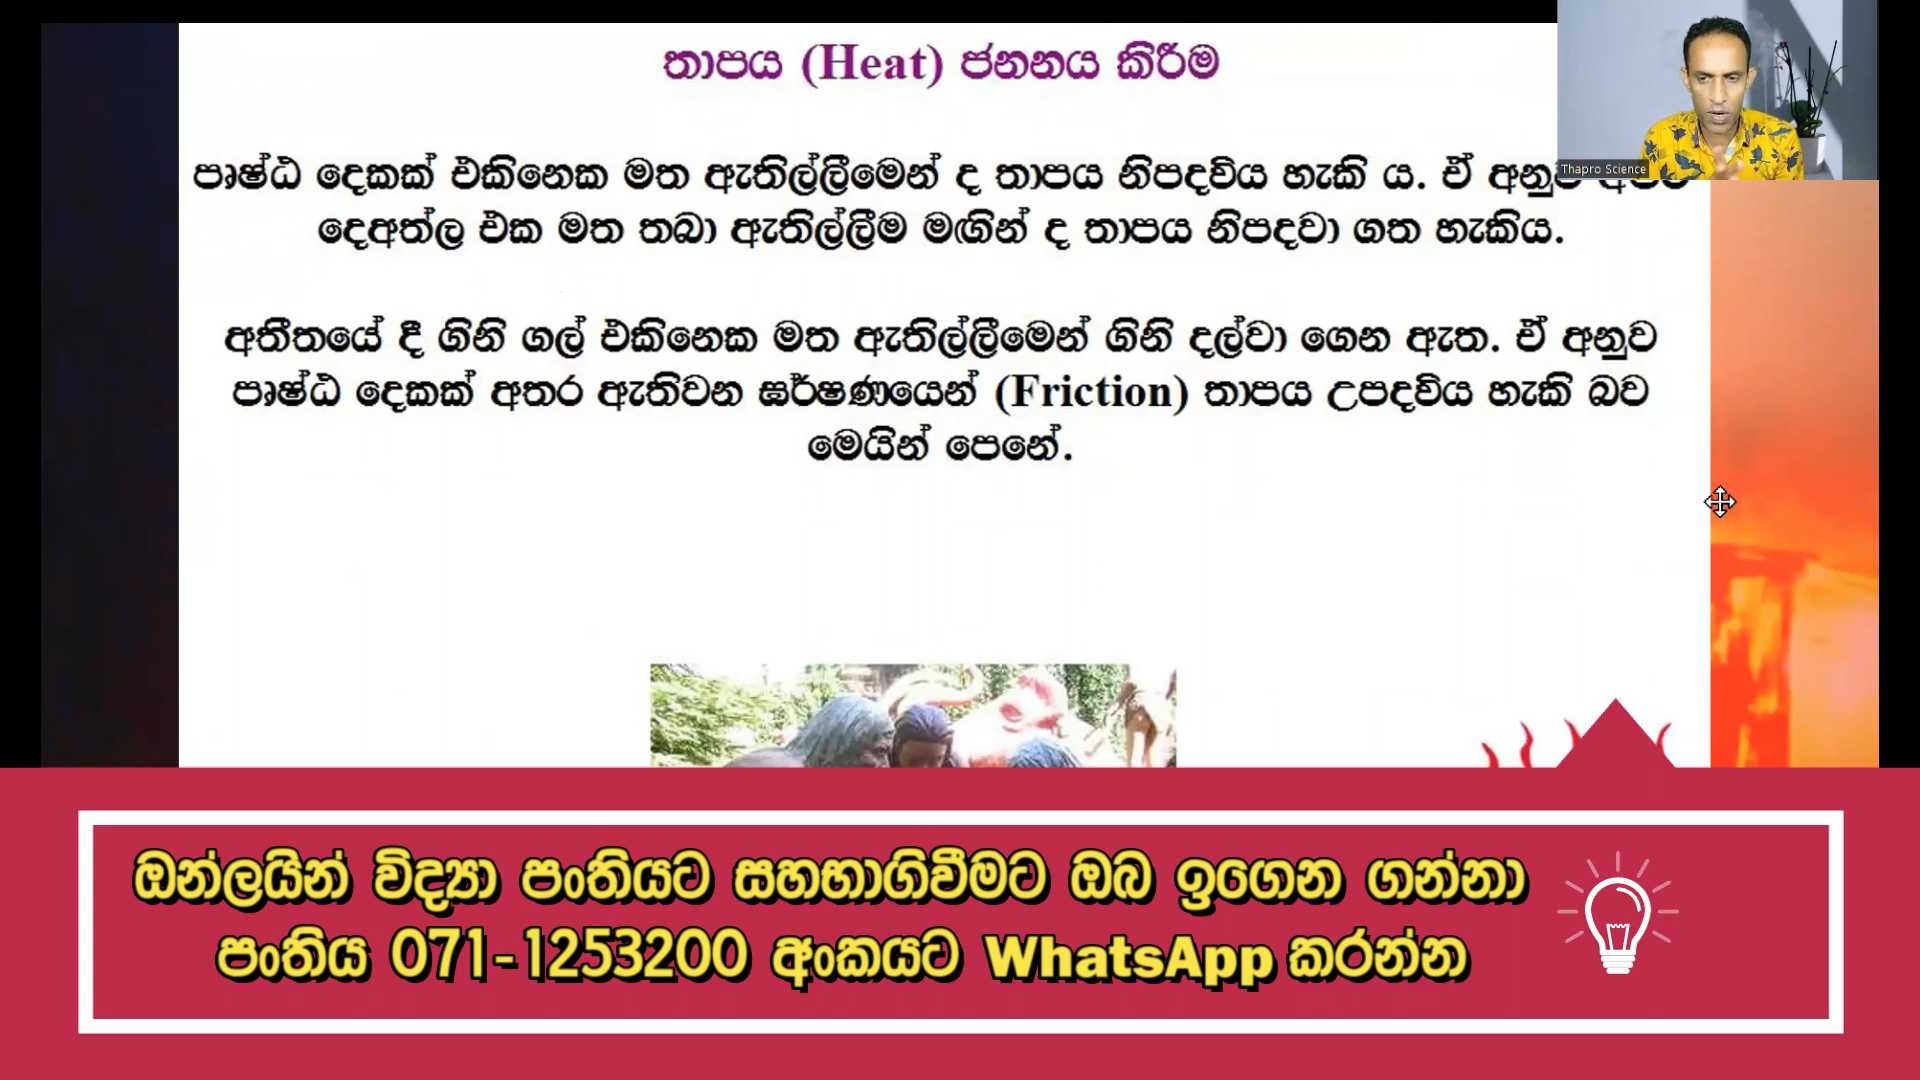 තාපය (Heat) ජනනය කිරීම
පෘෂ්ඨ දෙකක් එකිනෙක මත ඇතිල්ලීමෙන් ද තාපය නිපදවිය හැකි ය. ඒ
දෙඅත්ල එක මත තබා ඇතිල්ලීම මඟින් ද තාපය නිපදවා ගත හැකිය.
අතීතයේ දී ගිනි ගල් එකිනෙක මත ඇතිල්ලීමෙන් ගිනි දල්වා ගෙන ඇත. ඒ අනුව
පෘෂ්ඨ දෙකක් අතර ඇතිවන ඝර්ෂණයෙන් (Friction) තාපය උපදවිය හැකි බව
මෙයින් පෙනේ.
Thapro Science
ඔන්ලයින් විද්‍යා පංතියට සහභාගිවීමට ඔබ ඉගෙන ගන්නා
පංතිය 071-1253200 අංකයට WhatsApp කරන්න